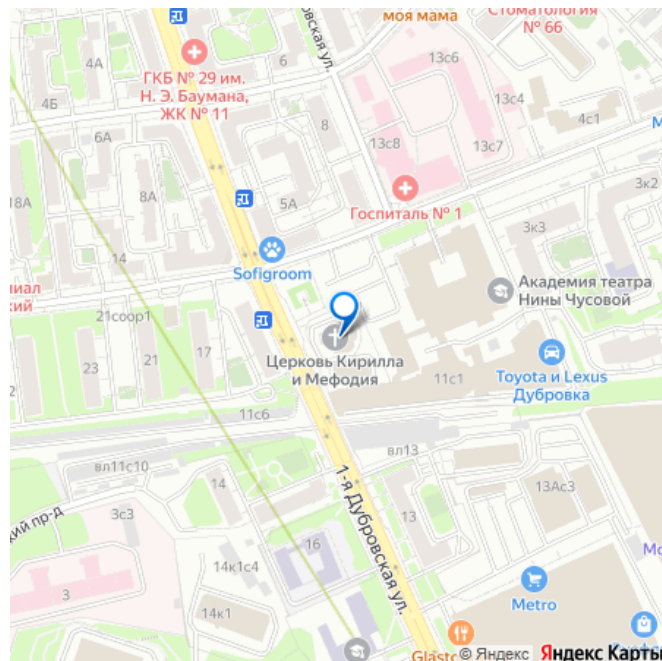 моя мама
Стоматология
№ 66
13с6
4А
6
ГКБ № 29 им.
Н. Э. Баумана,
ЖК № 11
4Б
13с4
4с1
8
6А
13с8
13с7
8А
18А
5А
3к2
Госпиталь № 1
3к3
14
Sofigroom
Академия театра
Нины Чусовой
21соор1
23
21
17
Церковь Кирилла
и Мефодия
11с1
Toyota и Lexus
Дубровка
11с6
вл13
вл11с10
14
1-я Дубровская ул.
13Ас3
13
3с3
16
14к1с4
3
14к1
Metro
© Яндекс
Яндекс Карты